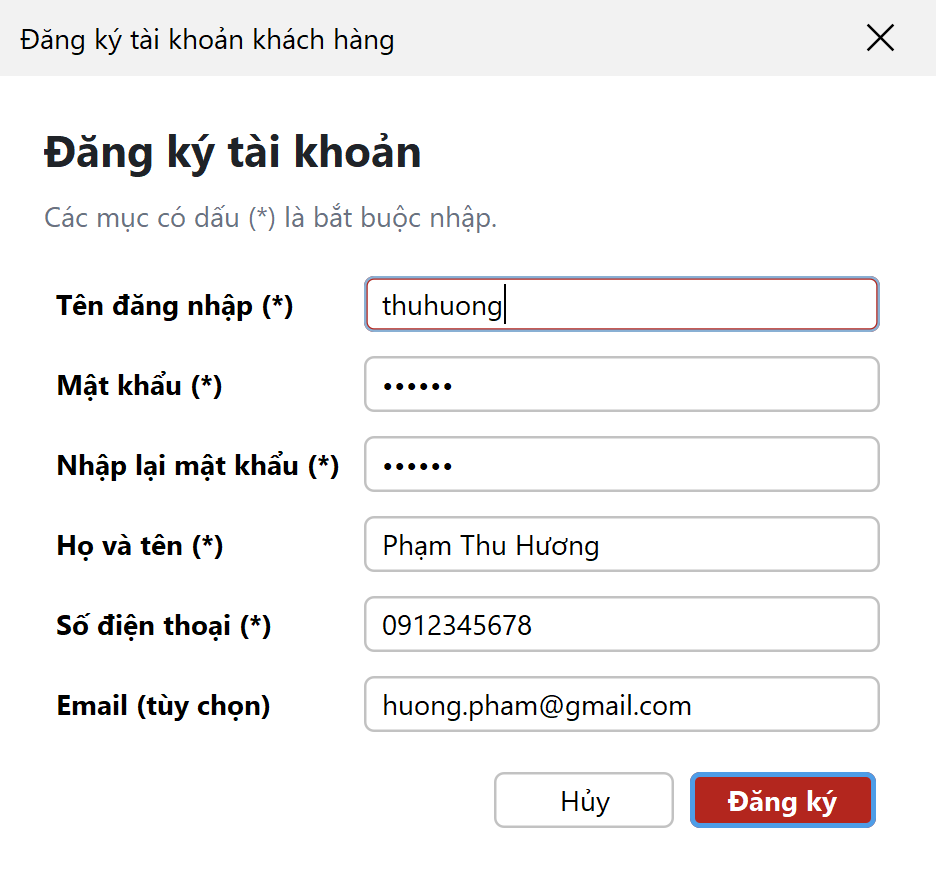 Đăng ký tài khoản khách hàng
Đăng ký tài khoản
Các mục có dấu (*) là bắt buộc nhập.
Tên đăng nhập (*) thuhuong
Mật khẩu (*) ••••••
Nhập lại mật khẩu (*) ••••••
Họ và tên (*) Phạm Thu Hương
Số điện thoại (*) 0912345678
Email (tùy chọn) huong.pham@gmail.com
Hủy Đăng ký